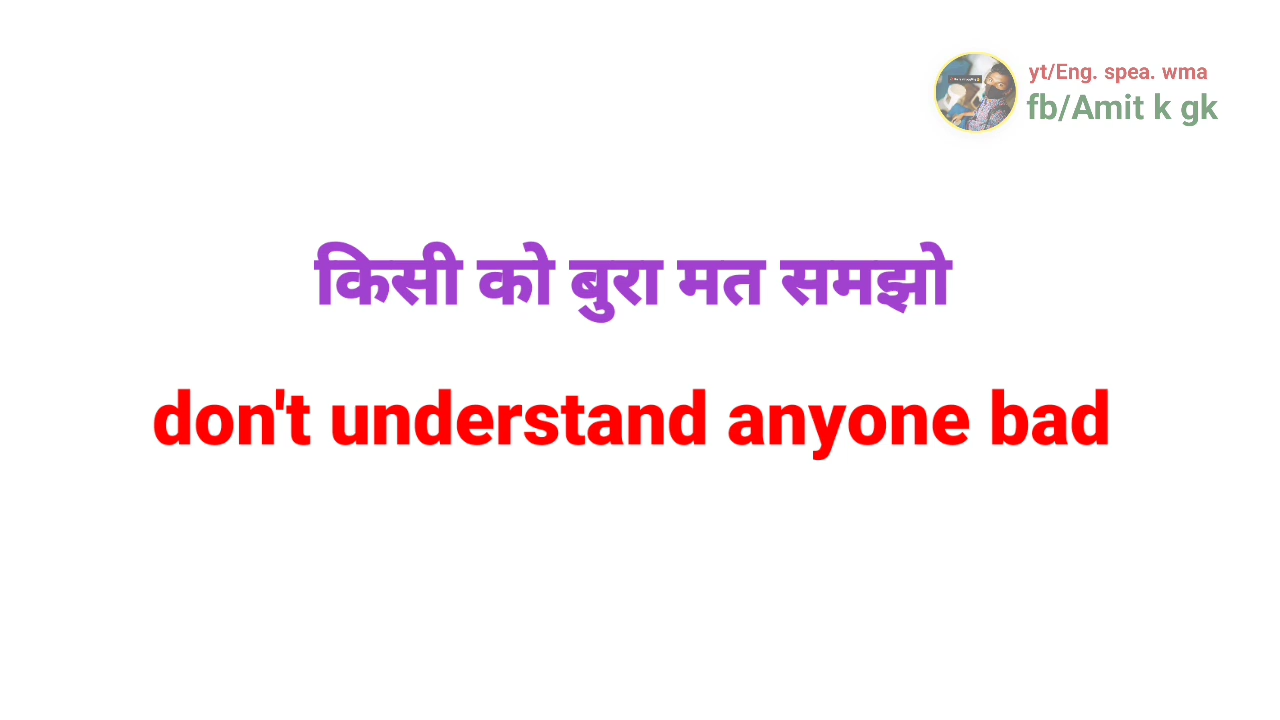 yt/Eng. spea. wma
fb/Amit k gk
किसी को बुरा मत समझो
don't understand anyone bad